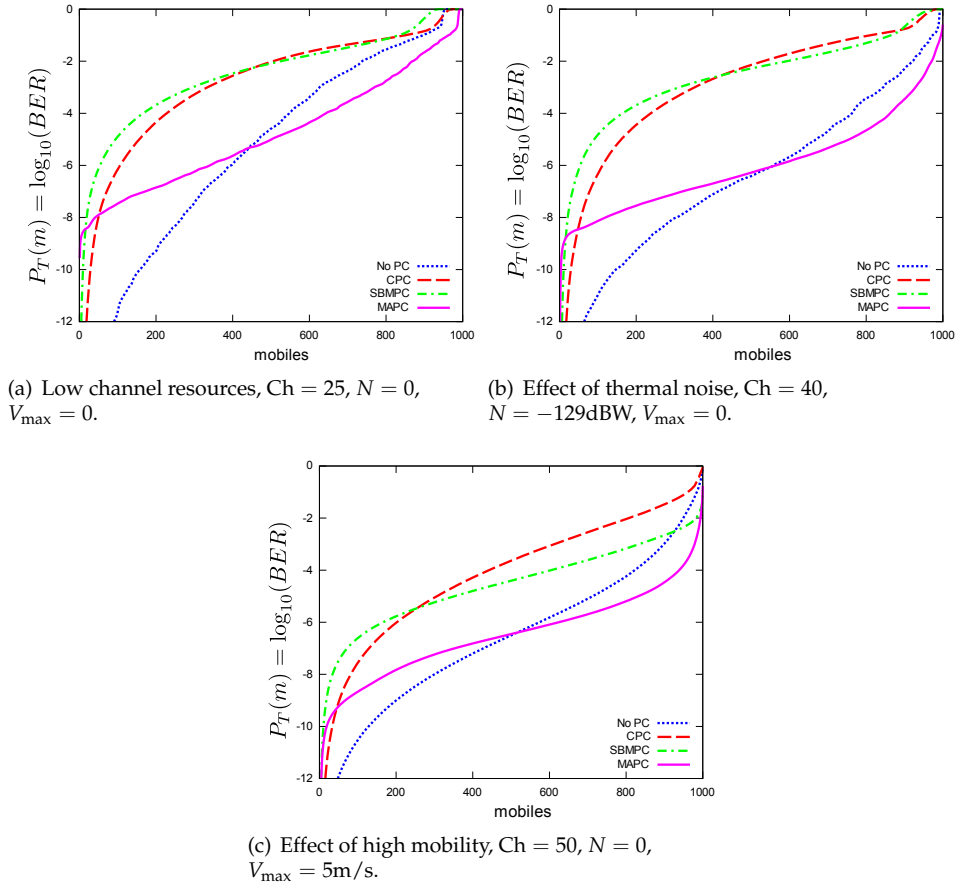 0
-2
-4
-6
-8
-10
-12
P_T(m) = log_10(BER)
No PC
CPC
SBMPC
MAPC
0 200 400 600 800 1000
mobiles
(a) Low channel resources, Ch = 25, N = 0,
V_max = 0.
0
-2
-4
-6
-8
-10
-12
P_T(m) = log_10(BER)
No PC
CPC
SBMPC
MAPC
0 200 400 600 800 1000
mobiles
(b) Effect of thermal noise, Ch = 40,
N = −129dBW, V_max = 0.
0
-2
-4
-6
-8
-10
-12
P_T(m) = log_10(BER)
No PC
CPC
SBMPC
MAPC
0 200 400 600 800 1000
mobiles
(c) Effect of high mobility, Ch = 50, N = 0,
V_max = 5m/s.